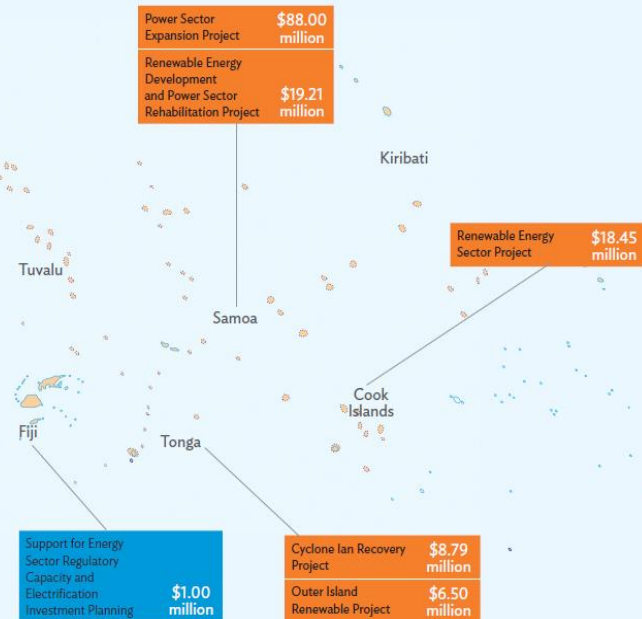 Power Sector
Expansion Project
$88.00
million
Renewable Energy
Development
and Power Sector
Rehabilitation Project
$19.21
million
Kiribati
Renewable Energy
Sector Project
$18.45
million
Tuvalu
Samoa
Cook
Islands
Fiji
Tonga
Support for Energy
Sector Regulatory
Capacity and
Electrification
Investment Planning
$1.00
million
Cyclone Ian Recovery
Project
$8.79
million
Outer Island
Renewable Project
$6.50
million